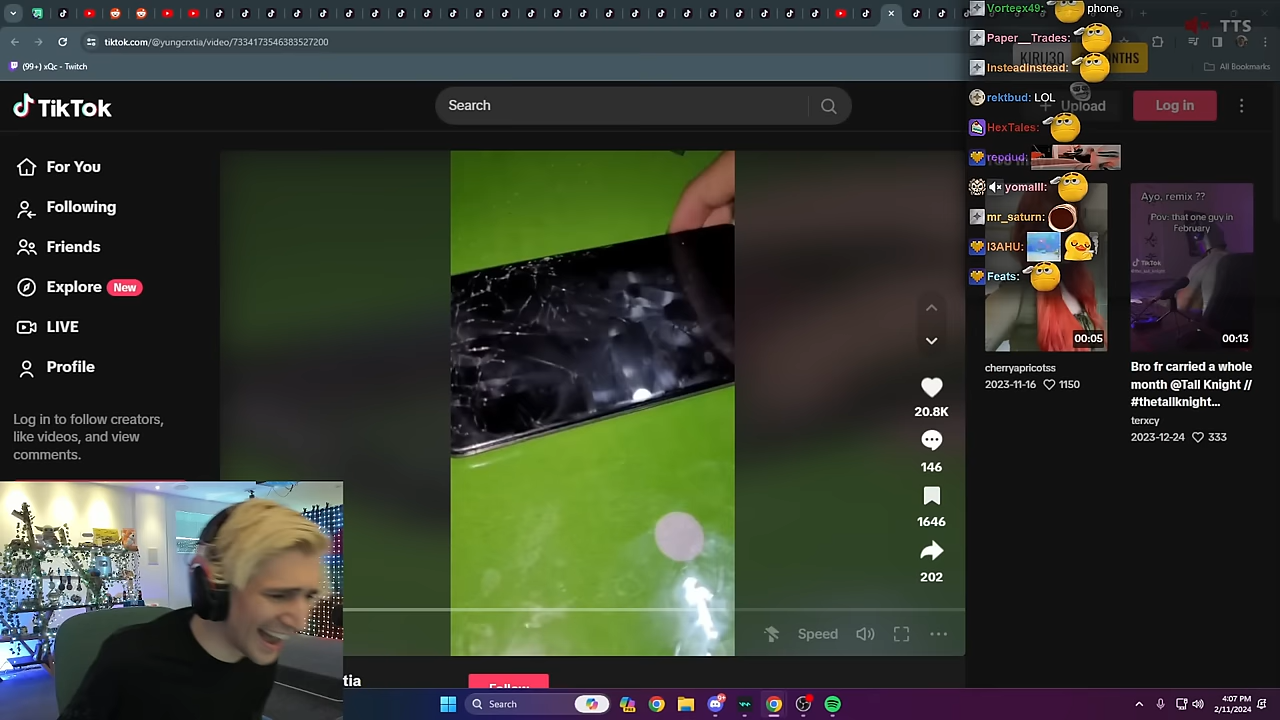 tiktok.com/@yungcrxtia/video/7334173546383527200
(99+) xQc - Twitch
All Bookmarks
TikTok
Search
Upload
Log in
For You
Following
Friends
Explore New
LIVE
Profile
Log in to follow creators,
like videos, and view
comments.
20.8K
146
1646
202
Speed
tia
Follow
TTS
KIRU30
MONTHS
Vorteex49: phone
Paper__Trades:
InsteadInstead:
rektbud: LOL
HexTales:
yomalll:
mr_saturn:
I3AHU:
Feats:
00:05
cherryapricotss
2023-11-16 1150
Ayo, remix ??
Pov: that one guy in
February
TikTok
00:13
Bro fr carried a whole
month @Tall Knight //
#thetallknight...
terxcy
2023-12-24 333
Search
4:07 PM
2/11/2024